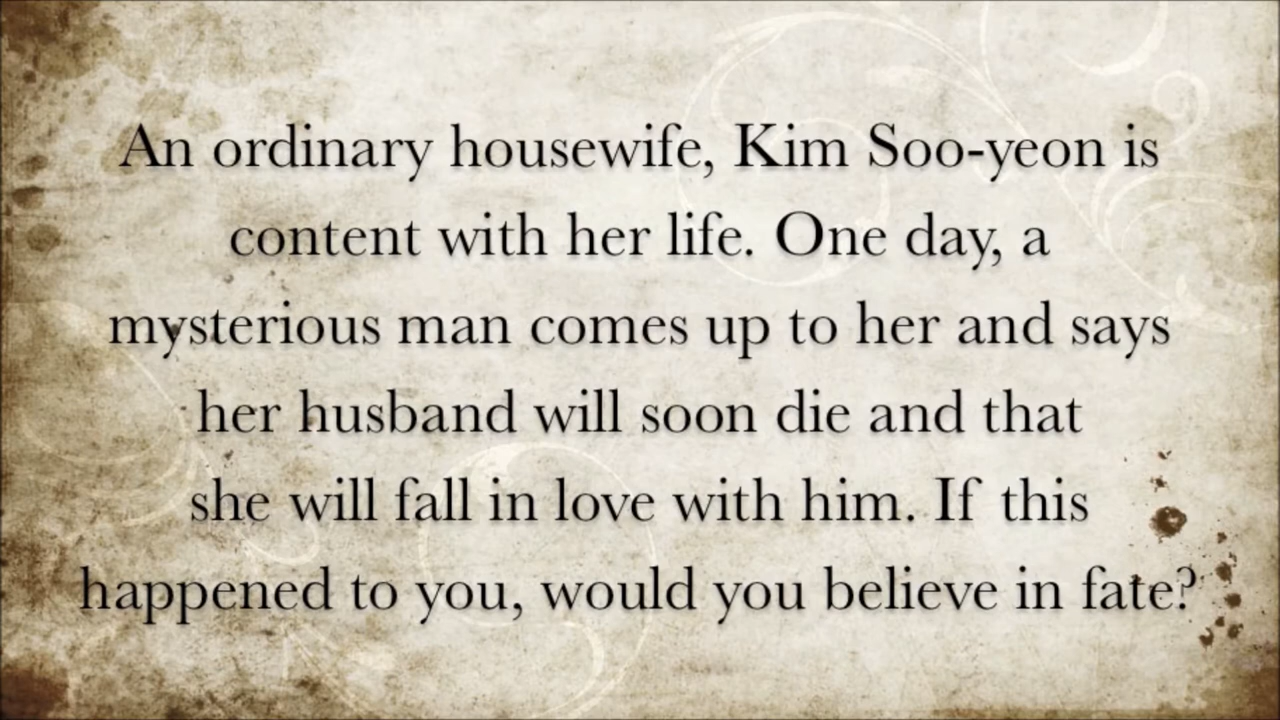 An ordinary housewife, Kim Soo-yeon is
content with her life. One day, a
mysterious man comes up to her and says
her husband will soon die and that
she will fall in love with him. If this
happened to you, would you believe in fate?